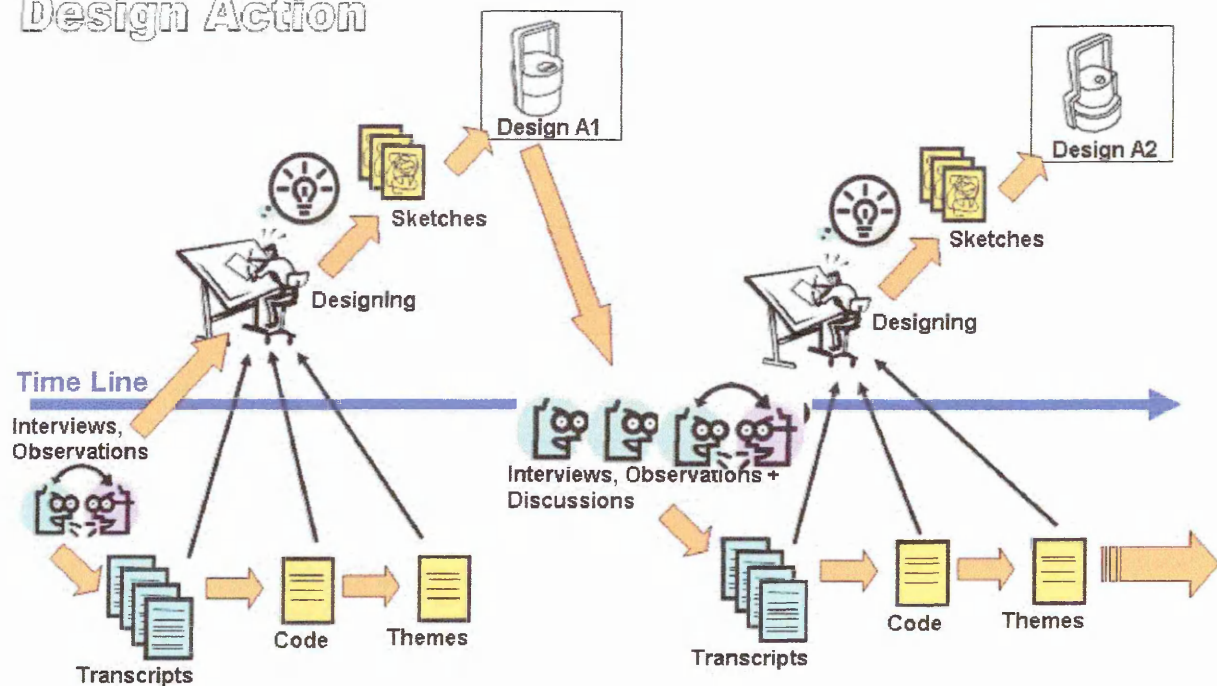 Design Action
Design A1
Design A2
Sketches
Sketches
Designing
Designing
Time Line
Interviews,
Observations
Interviews, Observations +
Discussions
Transcripts
Code
Themes
Transcripts
Code
Themes